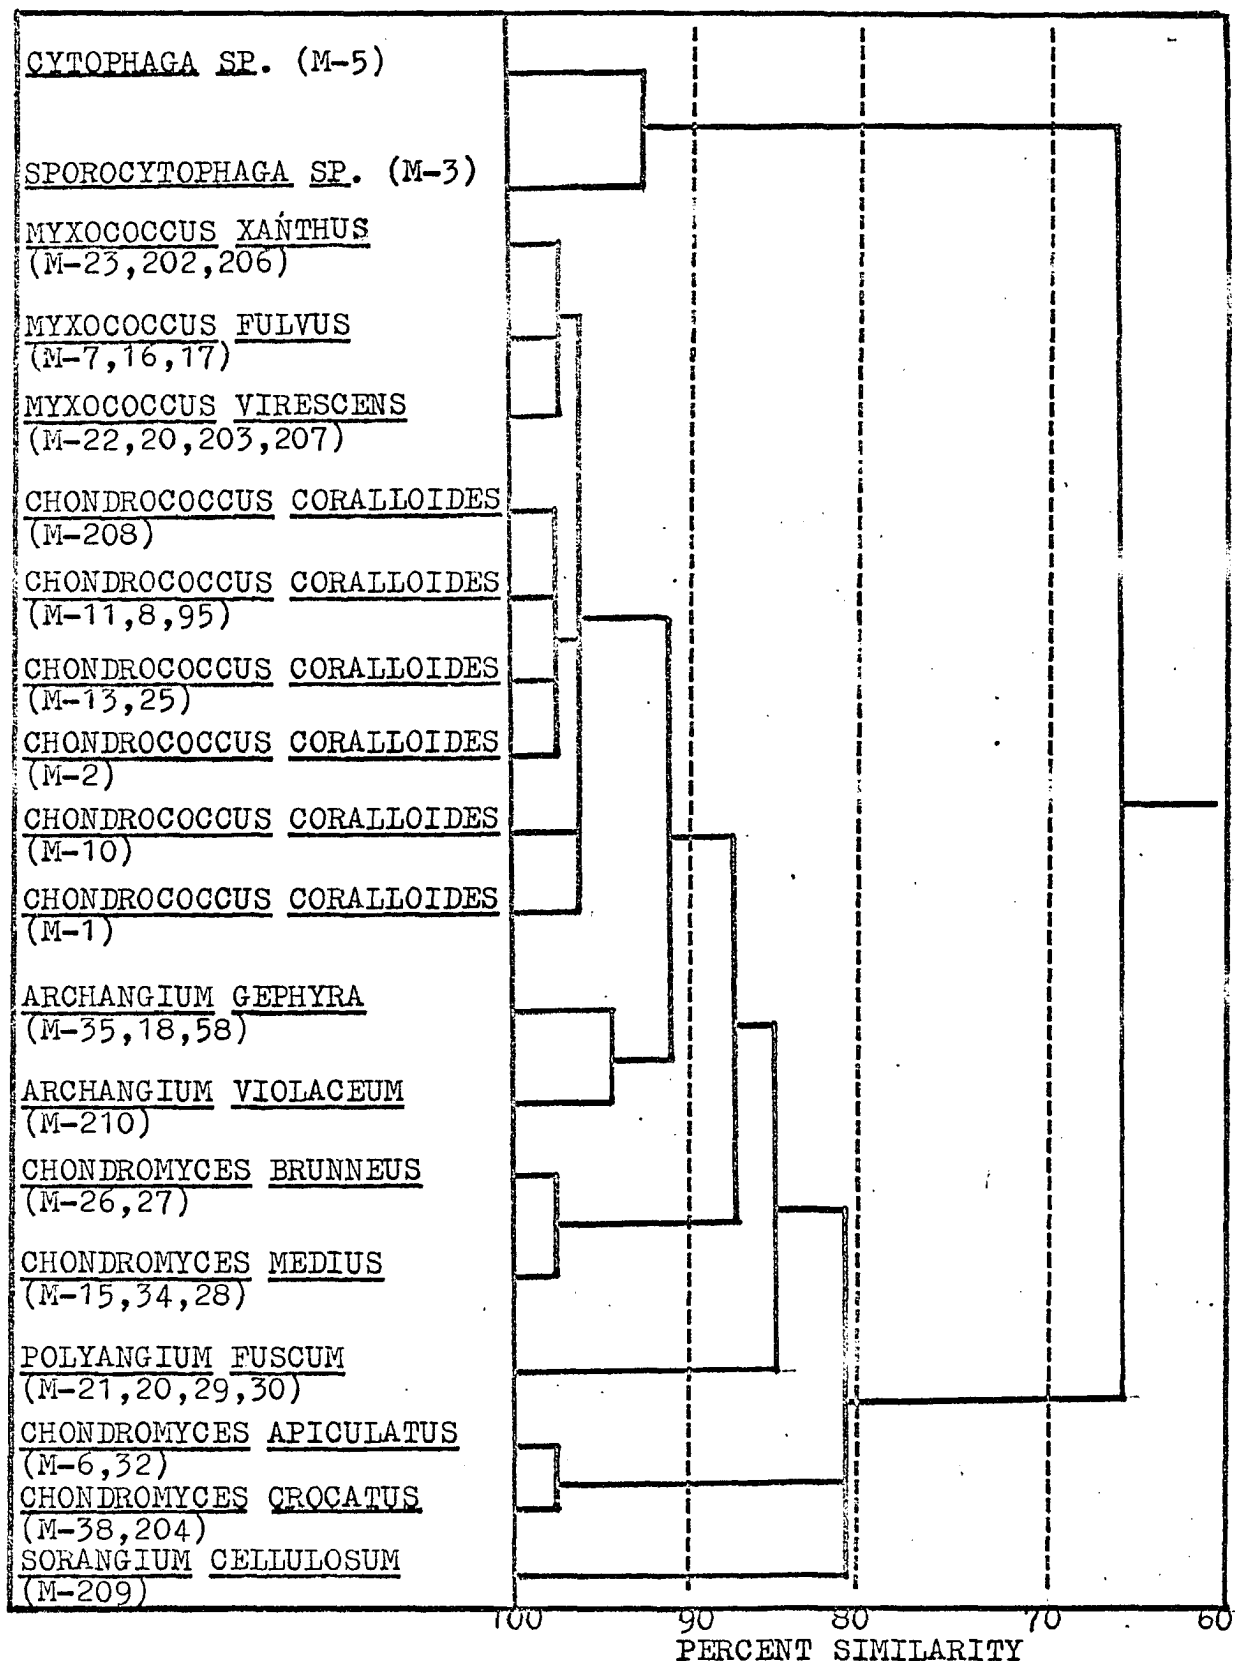 CYTOPHAGA SP. (M-5)
SPOROCYTOPHAGA SP. (M-3)
MYXOCOCCUS XANTHUS
(M-23,202,206)
MYXOCOCCUS FULVUS
(M-7,16,17)
MYXOCOCCUS VIRESCENS
(M-22,20,203,207)
CHONDROCOCCUS CORALLOIDES
(M-208)
CHONDROCOCCUS CORALLOIDES
(M-11,8,95)
CHONDROCOCCUS CORALLOIDES
(M-13,25)
CHONDROCOCCUS CORALLOIDES
(M-2)
CHONDROCOCCUS CORALLOIDES
(M-10)
CHONDROCOCCUS CORALLOIDES
(M-1)
ARCHANGIUM GEPHYRA
(M-35,18,58)
ARCHANGIUM VIOLACEUM
(M-210)
CHONDROMYCES BRUNNEUS
(M-26,27)
CHONDROMYCES MEDIUS
(M-15,34,28)
POLYANGIUM FUSCUM
(M-21,20,29,30)
CHONDROMYCES APICULATUS
(M-6,32)
CHONDROMYCES CROCATUS
(M-38,204)
SORANGIUM CELLULOSUM
(M-209)
100 90 80 70 60
PERCENT SIMILARITY